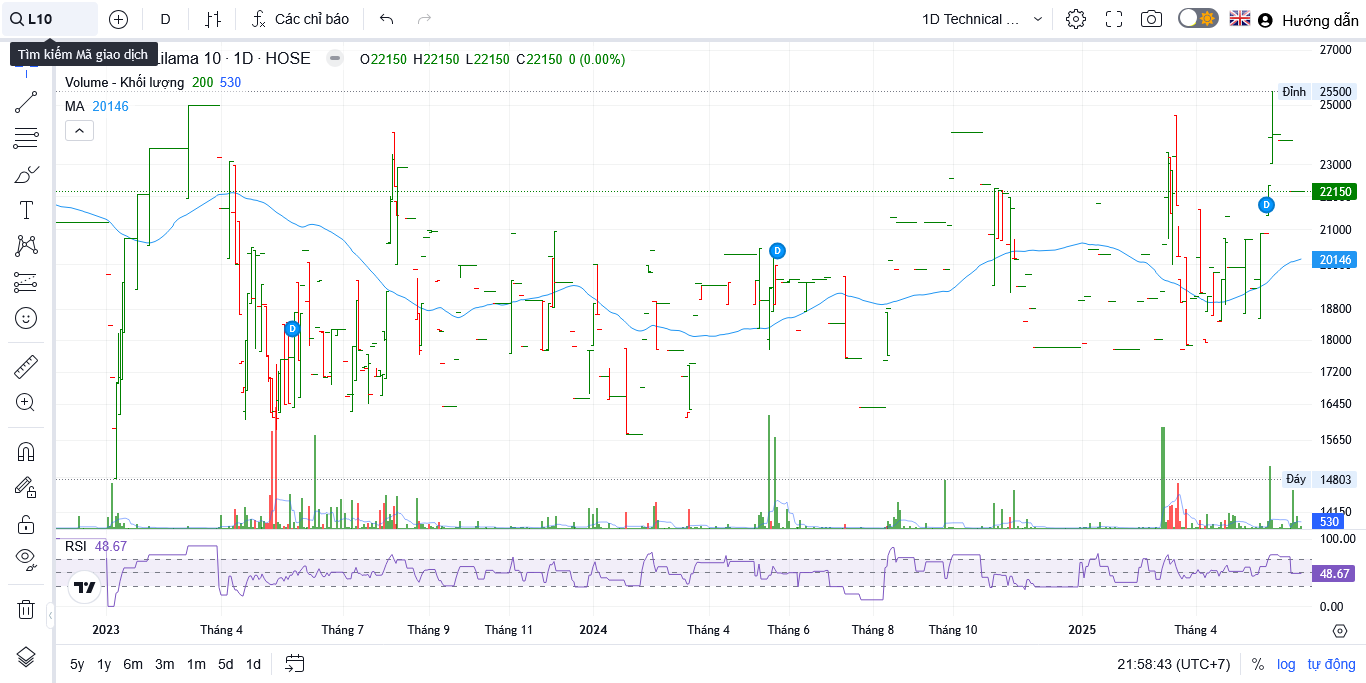 L10
D
Các chỉ báo
1D Technical ...
Hướng dẫn
Tìm kiếm Mã giao dịch
Lilama 10 · 1D · HOSE
O22150 H22150 L22150 C22150 0 (0.00%)
Volume - Khối lượng 200 530
MA 20146
27000
Đỉnh 25500
25000
23000
22150
21000
20146
18800
18000
17200
16450
15650
Đáy 14803
14150
530
D
D
D
RSI 48.67
100.00
48.67
0.00
2023
Tháng 4
Tháng 7
Tháng 9
Tháng 11
2024
Tháng 4
Tháng 6
Tháng 8
Tháng 10
2025
Tháng 4
5y 1y 6m 3m 1m 5d 1d
21:58:43 (UTC+7)
% log tự động